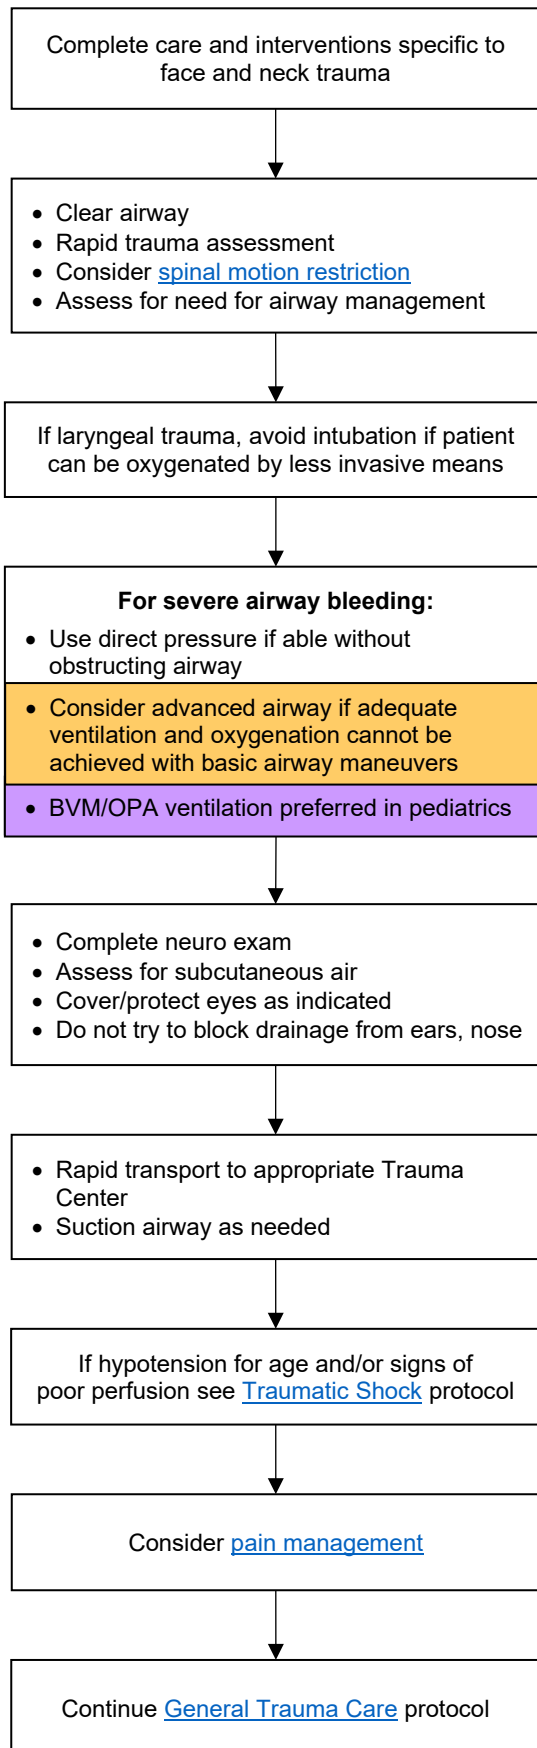 Complete care and interventions specific to
face and neck trauma
• Clear airway
• Rapid trauma assessment
• Consider spinal motion restriction
• Assess for need for airway management
If laryngeal trauma, avoid intubation if patient
can be oxygenated by less invasive means
For severe airway bleeding:
• Use direct pressure if able without
obstructing airway
• Consider advanced airway if adequate
ventilation and oxygenation cannot be
achieved with basic airway maneuvers
• BVM/OPA ventilation preferred in pediatrics
• Complete neuro exam
• Assess for subcutaneous air
• Cover/protect eyes as indicated
• Do not try to block drainage from ears, nose
• Rapid transport to appropriate Trauma
Center
• Suction airway as needed
If hypotension for age and/or signs of
poor perfusion see Traumatic Shock protocol
Consider pain management
Continue General Trauma Care protocol